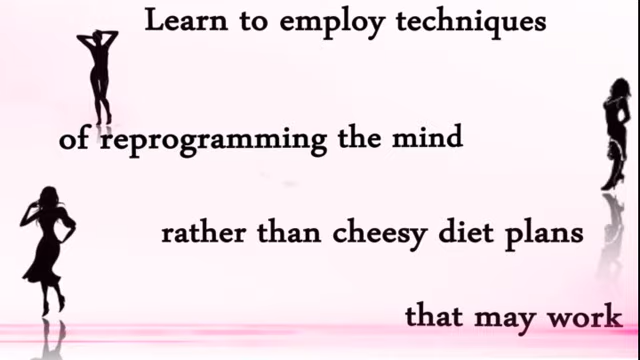 Learn to employ techniques
of reprogramming the mind
rather than cheesy diet plans
that may work